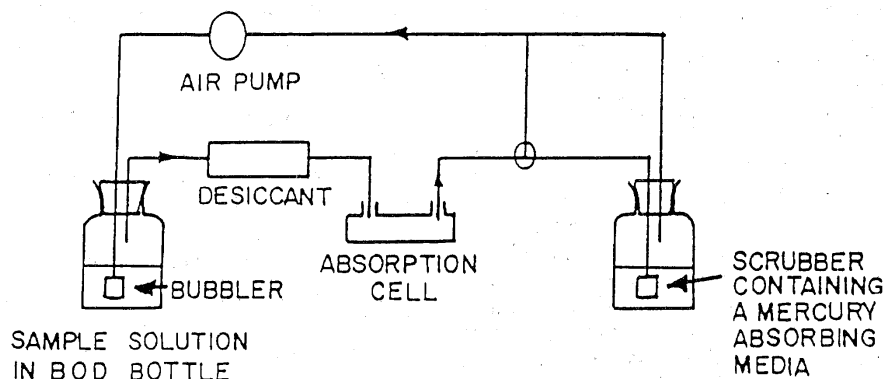 AIR PUMP
DESICCANT
ABSORPTION
CELL
BUBBLER
SAMPLE SOLUTION
IN BOD BOTTLE
SCRUBBER
CONTAINING
A MERCURY
ABSORBING
MEDIA